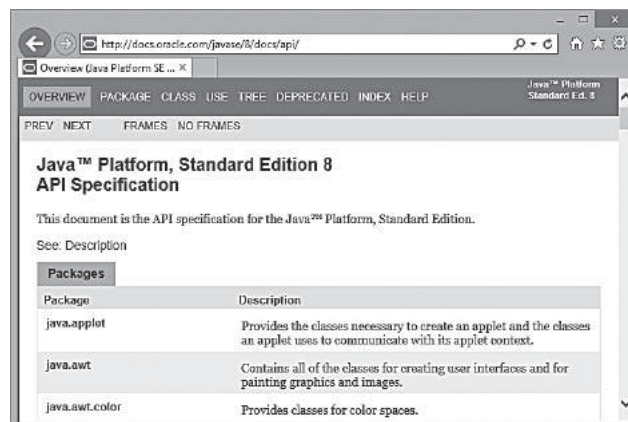 http://docs.oracle.com/javase/8/docs/api/
Overview (Java Platform SE ... ×
OVERVIEW PACKAGE CLASS USE TREE DEPRECATED INDEX HELP
Java™ Platform
Standard Ed. 8
PREV NEXT FRAMES NO FRAMES
Java™ Platform, Standard Edition 8
API Specification
This document is the API specification for the Java™ Platform, Standard Edition.
See: Description
Packages
Package Description
java.applet Provides the classes necessary to create an applet and the classes
an applet uses to communicate with its applet context.
java.awt Contains all of the classes for creating user interfaces and for
painting graphics and images.
java.awt.color Provides classes for color spaces.